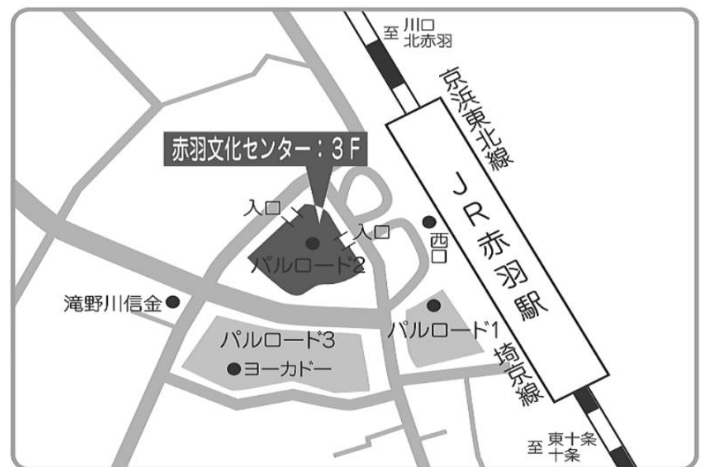 至 川口
北赤羽
京浜東北線
赤羽文化センター：3F
JR赤羽駅
入口
入口
西口
パルロード2
滝野川信金
パルロード1
パルロード3
ヨーカドー
埼京線
至 東十条
十条